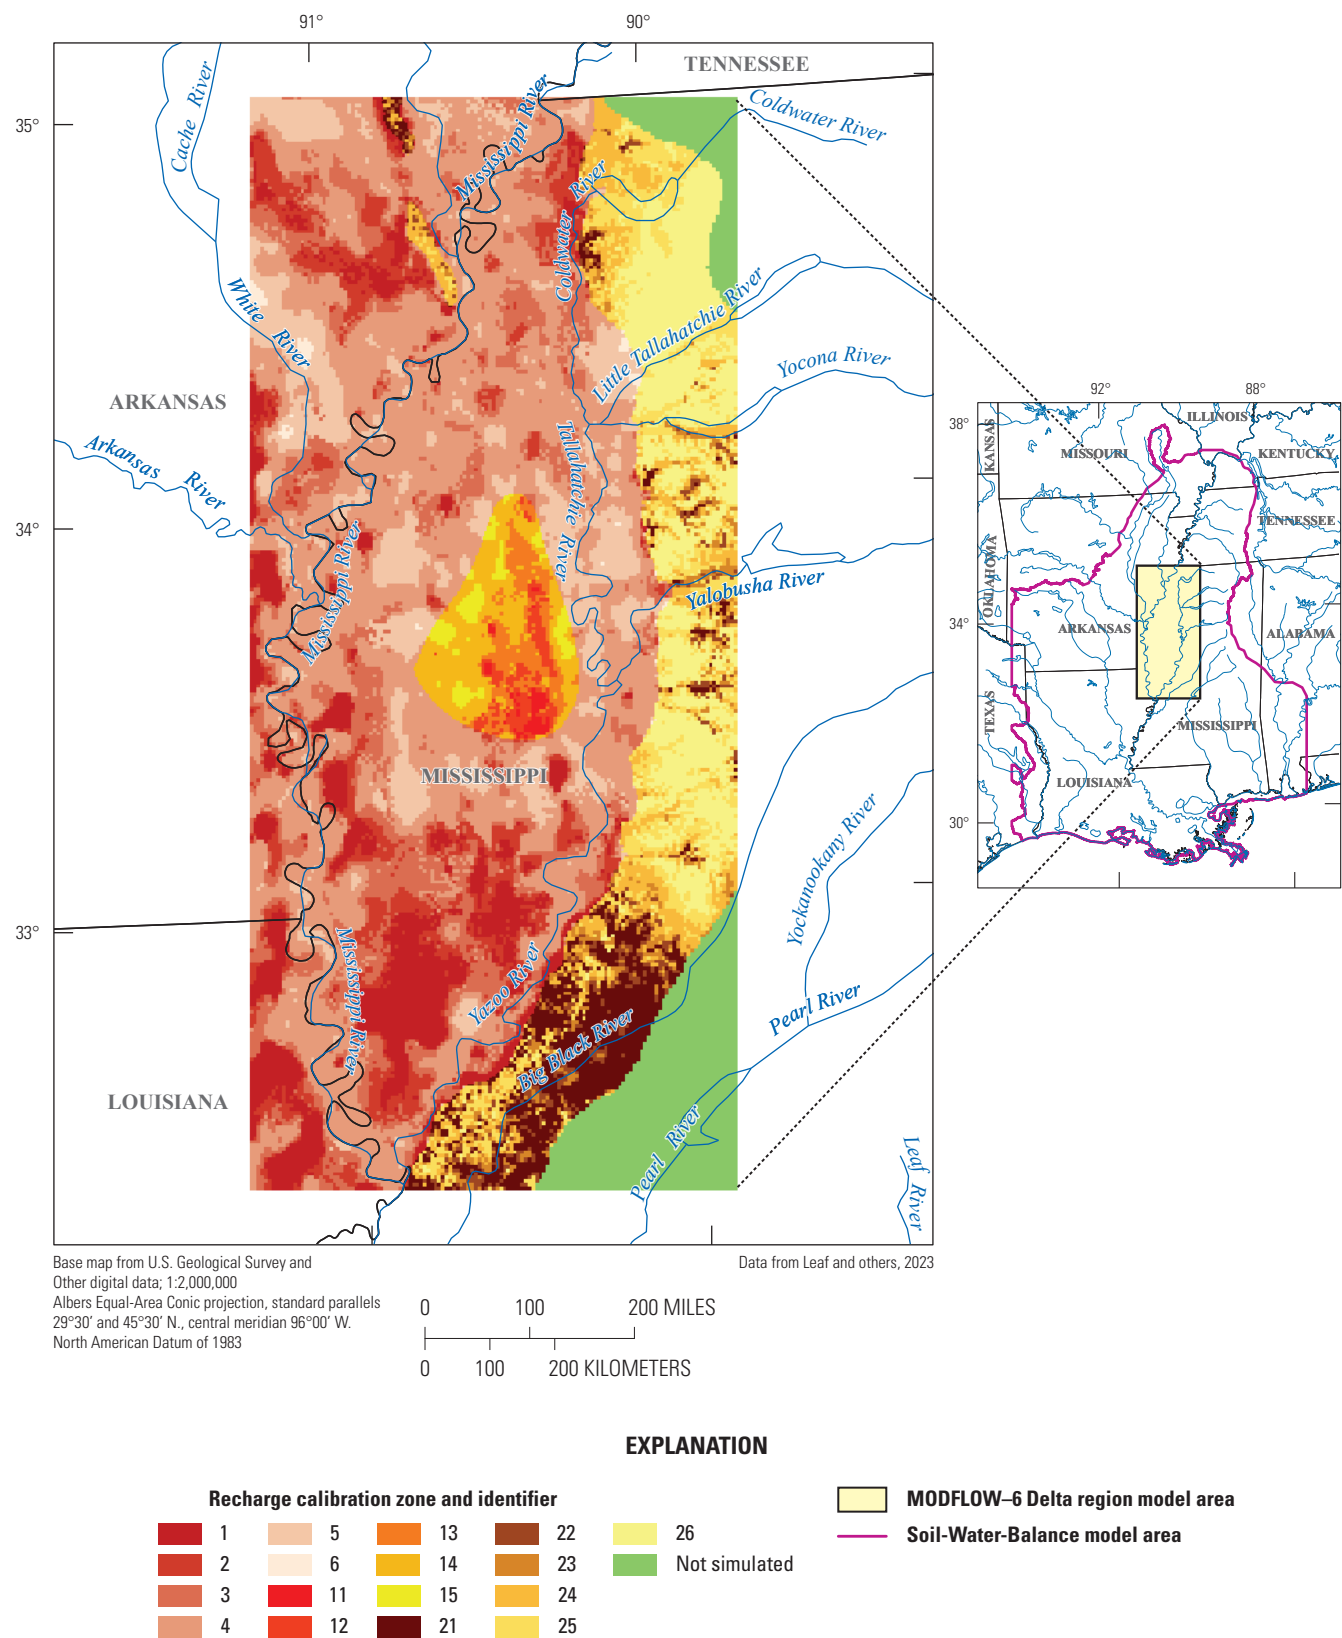 91°
90°
TENNESSEE
35°
Cache River
Mississippi River
Coldwater River
Coldwater River
White River
Little Tallahatchie River
Yocona River
ARKANSAS
Arkansas River
Tallahatchie River
34°
Mississippi River
Yalobusha River
MISSISSIPPI
Yockanookany River
33°
Mississippi River
Yazoo River
Pearl River
Big Black River
LOUISIANA
Pearl River
Leaf River
92°
88°
38°
KANSAS
MISSOURI
ILLINOIS
KENTUCKY
TENNESSEE
OKLAHOMA
34°
ARKANSAS
ALABAMA
TEXAS
MISSISSIPPI
LOUISIANA
30°
Base map from U.S. Geological Survey and
Other digital data; 1:2,000,000
Albers Equal-Area Conic projection, standard parallels
29°30′ and 45°30′ N., central meridian 96°00′ W.
North American Datum of 1983
Data from Leaf and others, 2023
0 100 200 MILES
0 100 200 KILOMETERS
EXPLANATION
Recharge calibration zone and identifier
1 5 13 22 26
2 6 14 23 Not simulated
3 11 15 24
4 12 21 25
MODFLOW–6 Delta region model area
Soil-Water-Balance model area